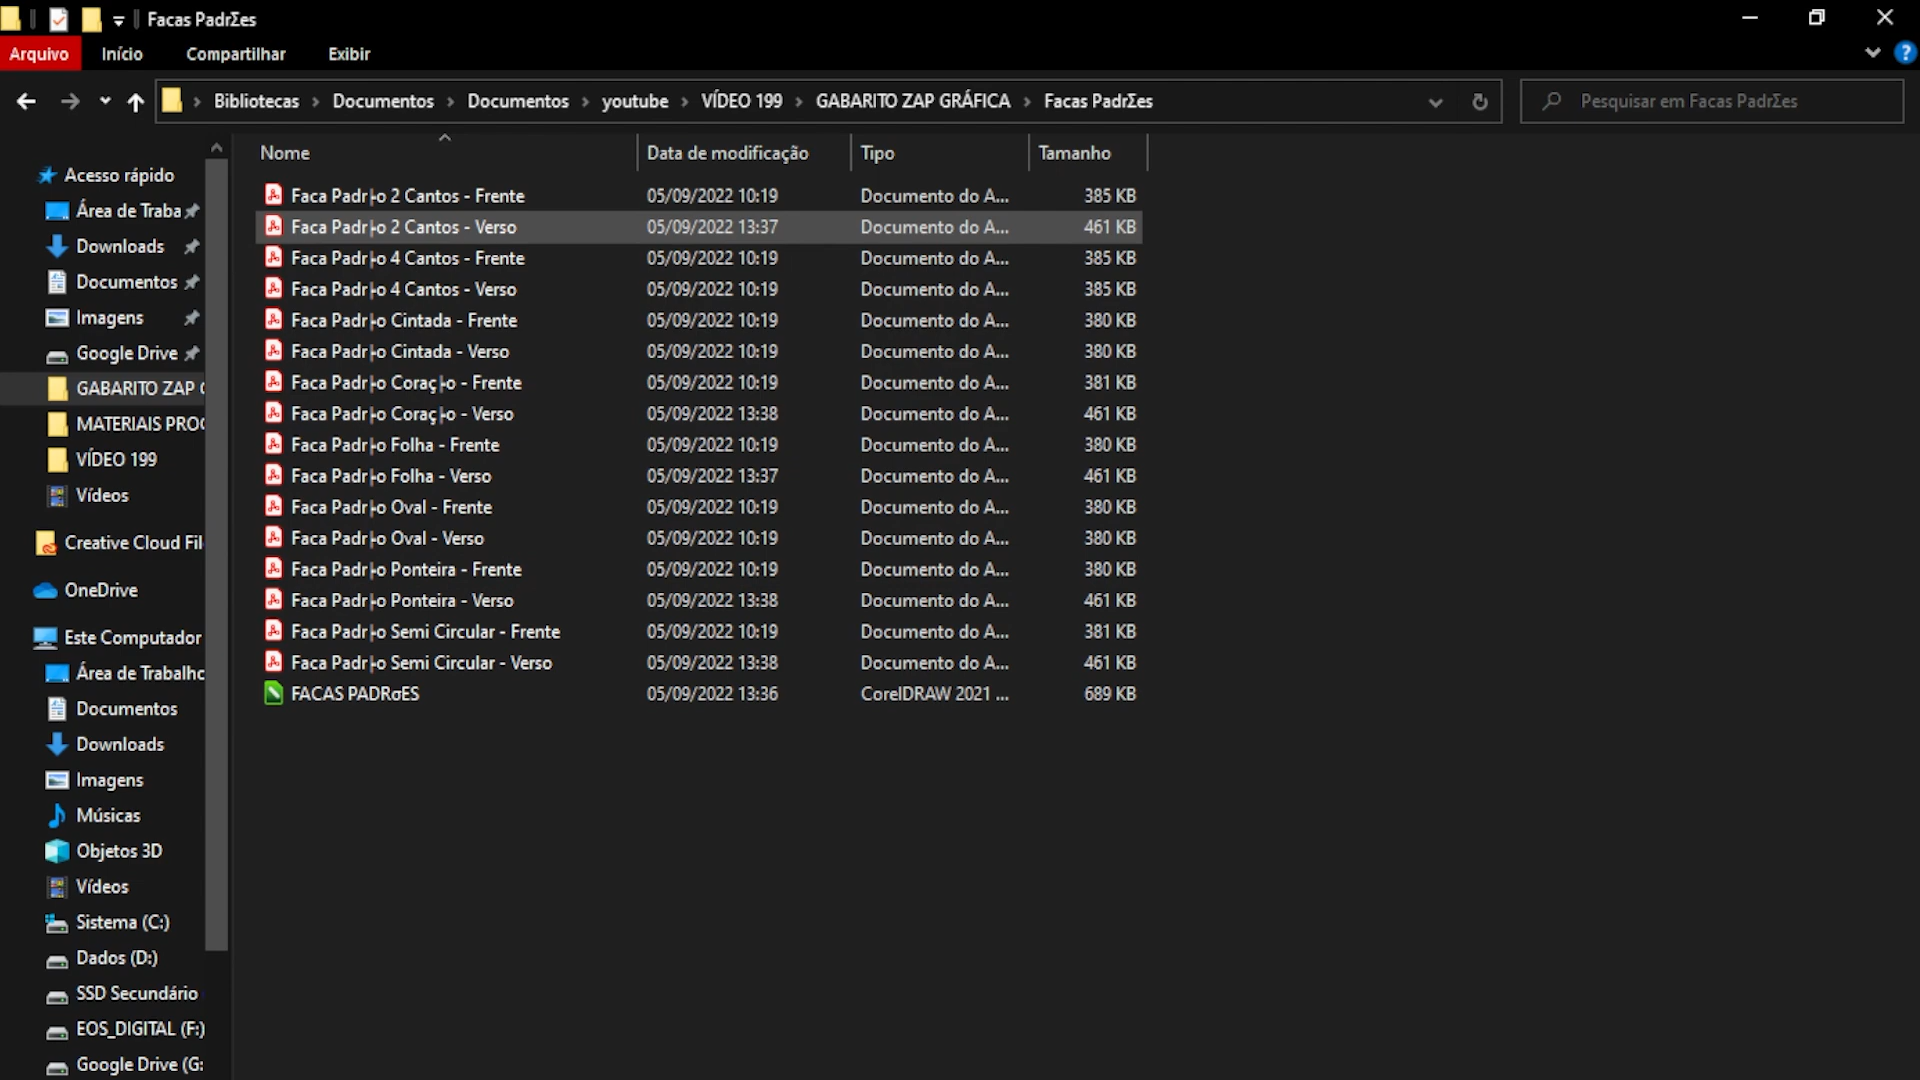 Facas PadrΣes
Arquivo Início Compartilhar Exibir
Bibliotecas › Documentos › Documentos › youtube › VÍDEO 199 › GABARITO ZAP GRÁFICA › Facas PadrΣes
Pesquisar em Facas PadrΣes
Acesso rápido
Área de Traba
Downloads
Documentos
Imagens
Google Drive
GABARITO ZAP G
MATERIAIS PROG
VÍDEO 199
Vídeos
Creative Cloud Fil
OneDrive
Este Computador
Área de Trabalho
Documentos
Downloads
Imagens
Músicas
Objetos 3D
Vídeos
Sistema (C:)
Dados (D:)
SSD Secundário
EOS_DIGITAL (F:)
Google Drive (G:
Nome Data de modificação Tipo Tamanho
Faca Padr├o 2 Cantos - Frente 05/09/2022 10:19 Documento do A... 385 KB
Faca Padr├o 2 Cantos - Verso 05/09/2022 13:37 Documento do A... 461 KB
Faca Padr├o 4 Cantos - Frente 05/09/2022 10:19 Documento do A... 385 KB
Faca Padr├o 4 Cantos - Verso 05/09/2022 10:19 Documento do A... 385 KB
Faca Padr├o Cintada - Frente 05/09/2022 10:19 Documento do A... 380 KB
Faca Padr├o Cintada - Verso 05/09/2022 10:19 Documento do A... 380 KB
Faca Padr├o Coraç├o - Frente 05/09/2022 10:19 Documento do A... 381 KB
Faca Padr├o Coraç├o - Verso 05/09/2022 13:38 Documento do A... 461 KB
Faca Padr├o Folha - Frente 05/09/2022 10:19 Documento do A... 380 KB
Faca Padr├o Folha - Verso 05/09/2022 13:37 Documento do A... 461 KB
Faca Padr├o Oval - Frente 05/09/2022 10:19 Documento do A... 380 KB
Faca Padr├o Oval - Verso 05/09/2022 10:19 Documento do A... 380 KB
Faca Padr├o Ponteira - Frente 05/09/2022 10:19 Documento do A... 380 KB
Faca Padr├o Ponteira - Verso 05/09/2022 13:38 Documento do A... 461 KB
Faca Padr├o Semi Circular - Frente 05/09/2022 10:19 Documento do A... 381 KB
Faca Padr├o Semi Circular - Verso 05/09/2022 13:38 Documento do A... 461 KB
FACAS PADRσES 05/09/2022 13:36 CorelDRAW 2021 ... 689 KB